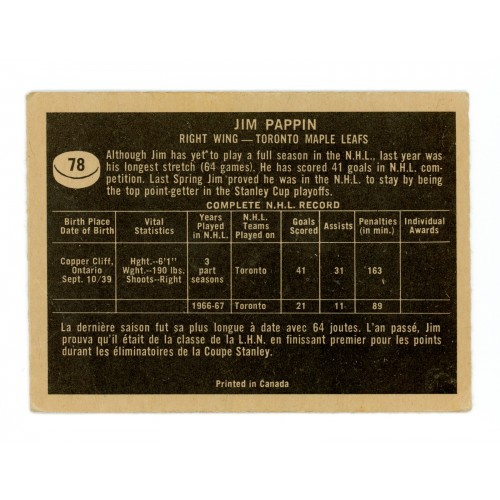 78
JIM PAPPIN
RIGHT WING—TORONTO MAPLE LEAFS
Although Jim has yet to play a full season in the N.H.L., last year was
his longest stretch (64 games). He has scored 41 goals in N.H.L. com-
petition. Last Spring Jim proved he was in the N.H.L. to stay by being
the top point-getter in the Stanley Cup playoffs.
COMPLETE N.H.L. RECORD
Birth Place Date of Birth Vital Statistics Years Played in N.H.L. N.H.L. Teams Played on Goals Scored Assists Penalties (in min.) Individual Awards
Copper Cliff, Ontario Sept. 10/39 Hght.--6'1" Wght.--190 lbs. Shoots--Right 3 part seasons Toronto 41 31 163
1966-67 Toronto 21 11 89
La dernière saison fut sa plus longue à date avec 64 joutes. L'an passé, Jim
prouva qu'il était de la classe de la L.H.N. en finissant premier pour les points
durant les éliminatoires de la Coupe Stanley.
Printed in Canada